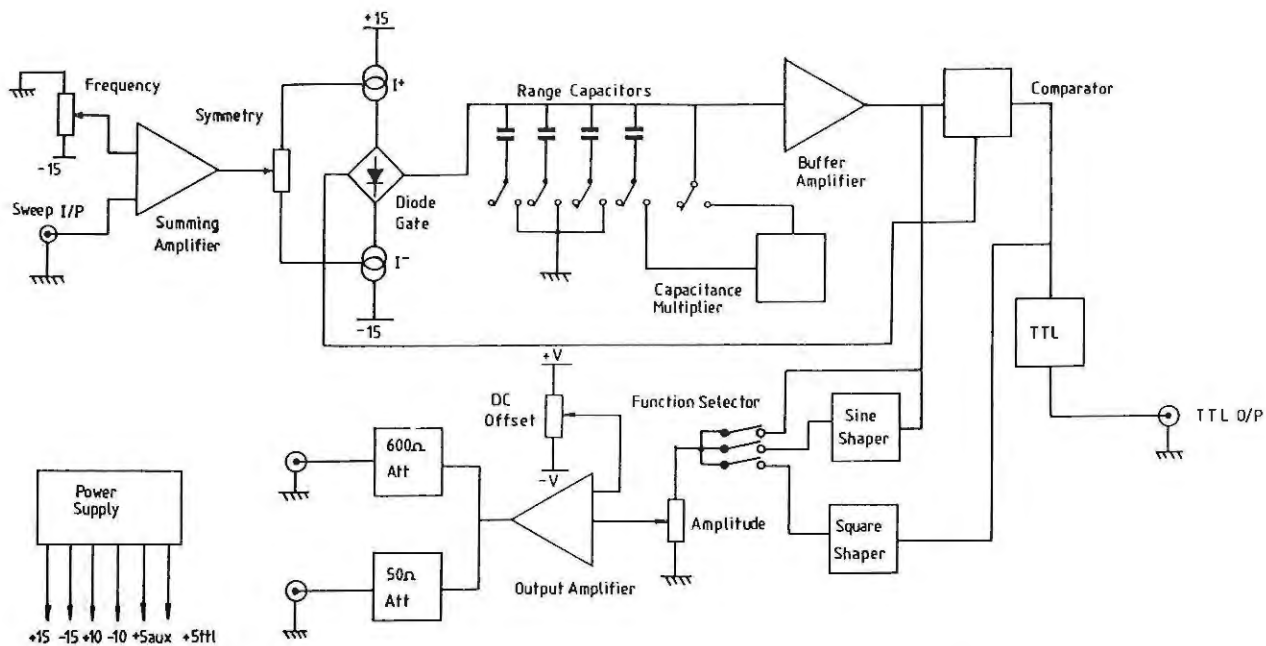 +15
Frequency
I+
Range Capacitors
Comparator
Symmetry
-15
Buffer
Amplifier
Diode
Gate
Sweep I/P
Summing
Amplifier
I-
Capacitance
Multiplier
-15
TTL
+V
DC
Offset
Function Selector
Sine
Shaper
TTL O/P
600Ω
Att
-V
Power
Supply
Amplitude
Square
Shaper
50Ω
Att
Output Amplifier
+15 -15 +10 -10 +5aux +5ttl